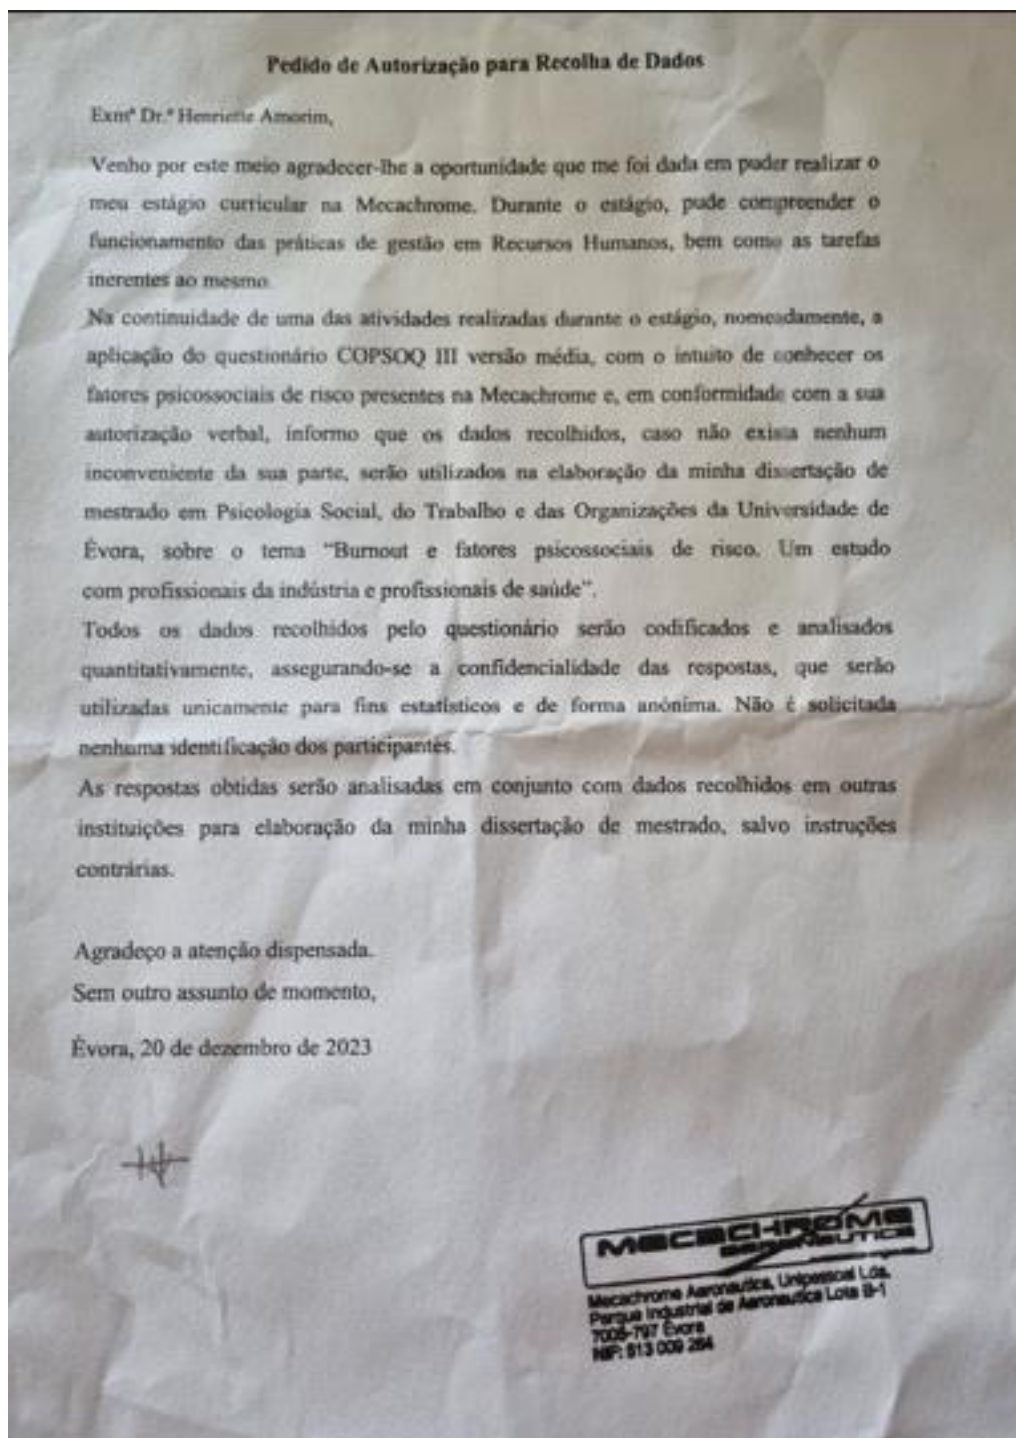 Pedido de Autorização para Recolha de Dados
Exmª Dr.ª Henriette Amorim,
Venho por este meio agradecer-lhe a oportunidade que me foi dada em puder realizar o
meu estágio curricular na Mecachrome. Durante o estágio, pude compreender o
funcionamento das práticas de gestão em Recursos Humanos, bem como as tarefas
inerentes ao mesmo.
Na continuidade de uma das atividades realizadas durante o estágio, nomeadamente, a
aplicação do questionário COPSOQ III versão média, com o intuito de conhecer os
fatores psicossociais de risco presentes na Mecachrome e, em conformidade com a sua
autorização verbal, informo que os dados recolhidos, caso não exista nenhum
inconveniente da sua parte, serão utilizados na elaboração da minha dissertação de
mestrado em Psicologia Social, do Trabalho e das Organizações da Universidade de
Évora, sobre o tema “Burnout e fatores psicossociais de risco. Um estudo
com profissionais da indústria e profissionais de saúde”.
Todos os dados recolhidos pelo questionário serão codificados e analisados
quantitativamente, assegurando-se a confidencialidade das respostas, que serão
utilizadas unicamente para fins estatísticos e de forma anónima. Não é solicitada
nenhuma identificação dos participantes.
As respostas obtidas serão analisadas em conjunto com dados recolhidos em outras
instituições para elaboração da minha dissertação de mestrado, salvo instruções
contrárias.
Agradeço a atenção dispensada.
Sem outro assunto de momento,
Évora, 20 de dezembro de 2023
MECACHROME
AERONAUTICA
Mecachrome Aeronautica, Unipessoal Lda.
Parque Industrial de Aeronautica Lote B-1
7005-797 Évora
NIF: 513 009 264